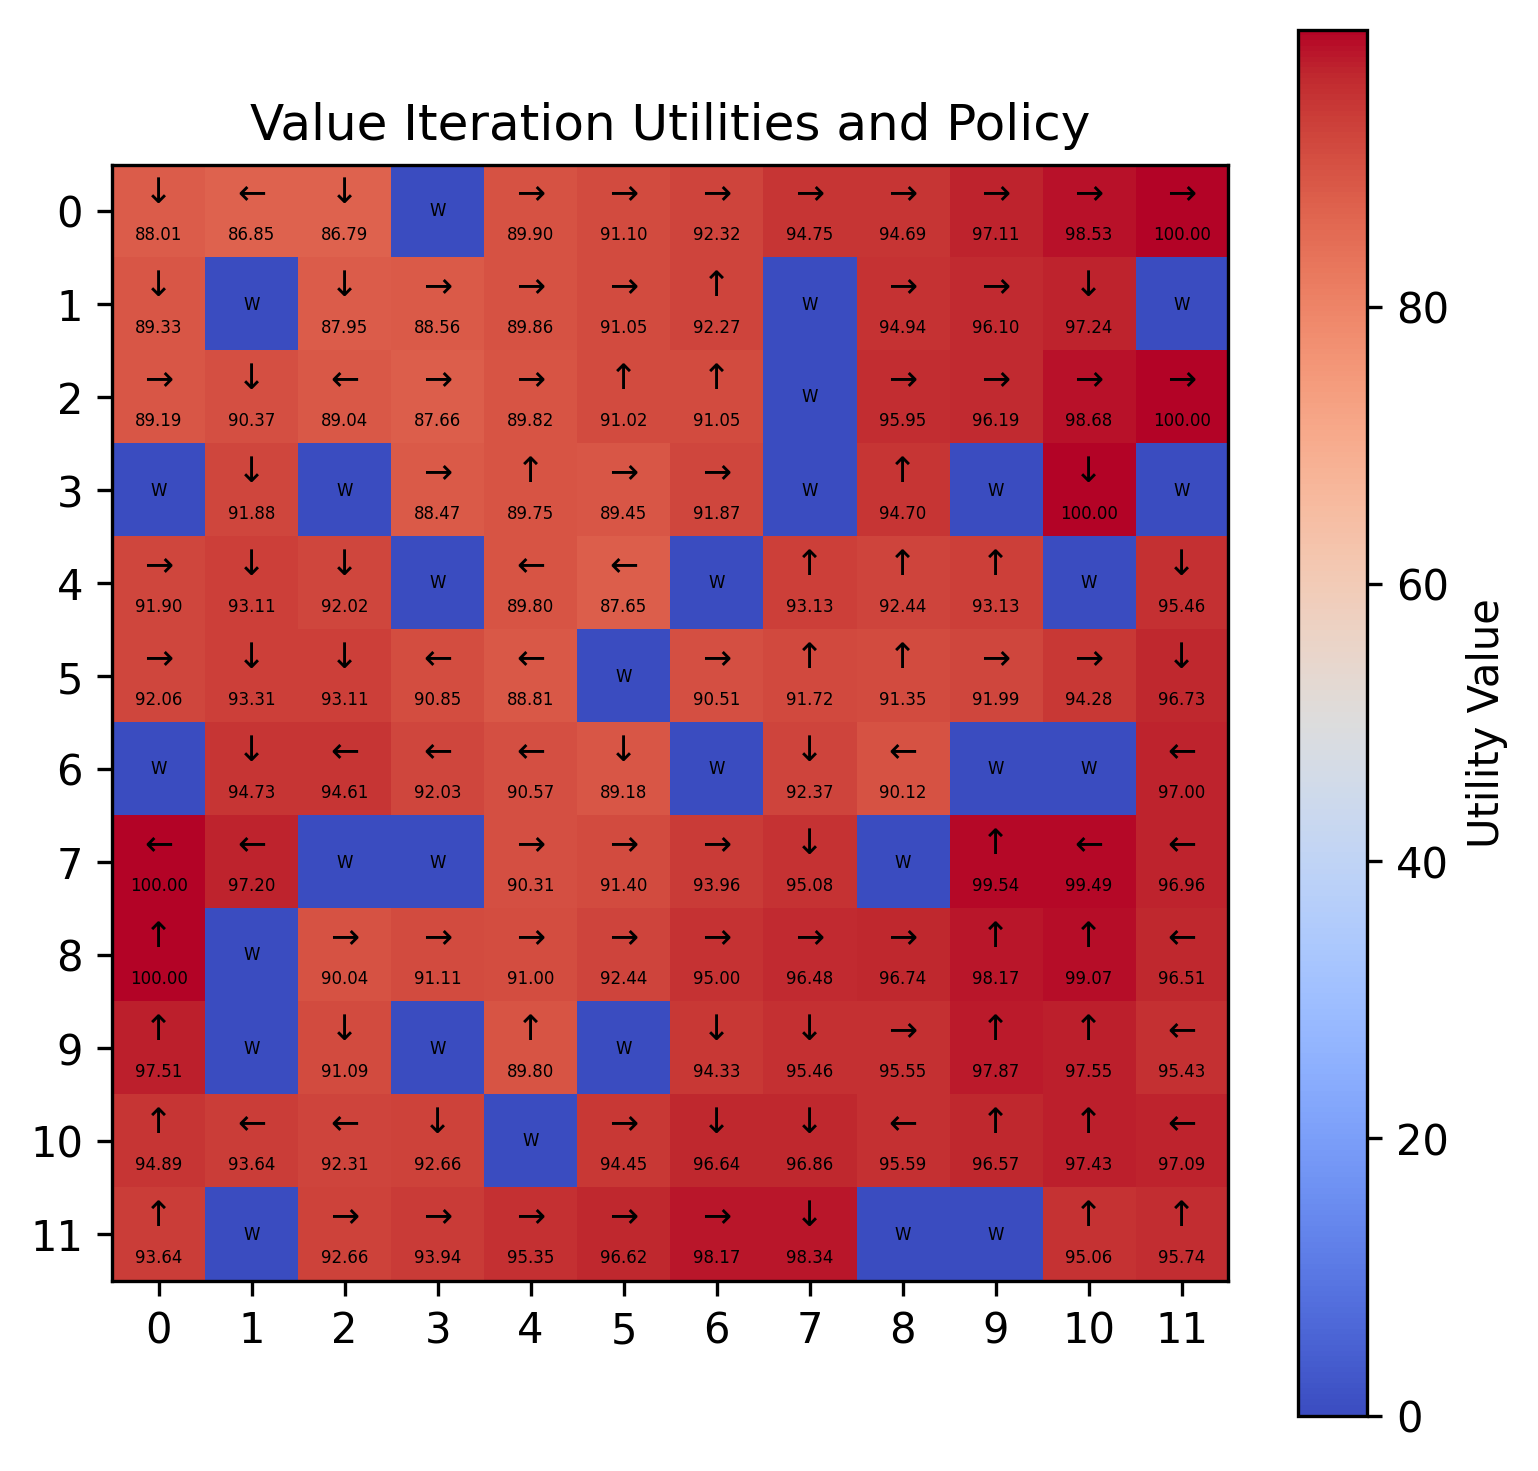 Value Iteration Utilities and Policy
0 ↓ ← ↓ W → → → → → → → →
88.01 86.85 86.79 89.90 91.10 92.32 94.75 94.69 97.11 98.53 100.00
1 ↓ W ↓ → → → ↑ W → → ↓ W
89.33 87.95 88.56 89.86 91.05 92.27 94.94 96.10 97.24
2 → ↓ ← → → ↑ ↑ W → → → →
89.19 90.37 89.04 87.66 89.82 91.02 91.05 95.95 96.19 98.68 100.00
3 W ↓ W → ↑ → → W ↑ W ↓ W
91.88 88.47 89.75 89.45 91.87 94.70 100.00
4 → ↓ ↓ W ← ← W ↑ ↑ ↑ W ↓
91.90 93.11 92.02 89.80 87.65 93.13 92.44 93.13 95.46
5 → ↓ ↓ ← ← W → ↑ ↑ → → ↓
92.06 93.31 93.11 90.85 88.81 90.51 91.72 91.35 91.99 94.28 96.73
6 W ↓ ← ← ← ↓ W ↓ ← W W ←
94.73 94.61 92.03 90.57 89.18 92.37 90.12 97.00
7 ← ← W W → → → ↓ W ↑ ← ←
100.00 97.20 90.31 91.40 93.96 95.08 99.54 99.49 96.96
8 ↑ W → → → → → → → ↑ ↑ ←
100.00 90.04 91.11 91.00 92.44 95.00 96.48 96.74 98.17 99.07 96.51
9 ↑ W ↓ W ↑ W ↓ ↓ → ↑ ↑ ←
97.51 91.09 89.80 94.33 95.46 95.55 97.87 97.55 95.43
10 ↑ ← ← ↓ W → ↓ ↓ ← ↑ ↑ ←
94.89 93.64 92.31 92.66 94.45 96.64 96.86 95.59 96.57 97.43 97.09
11 ↑ W → → → → → ↓ W W ↑ ↑
93.64 92.66 93.94 95.35 96.62 98.17 98.34 95.06 95.74
0 1 2 3 4 5 6 7 8 9 10 11
80
60
40
20
0
Utility Value